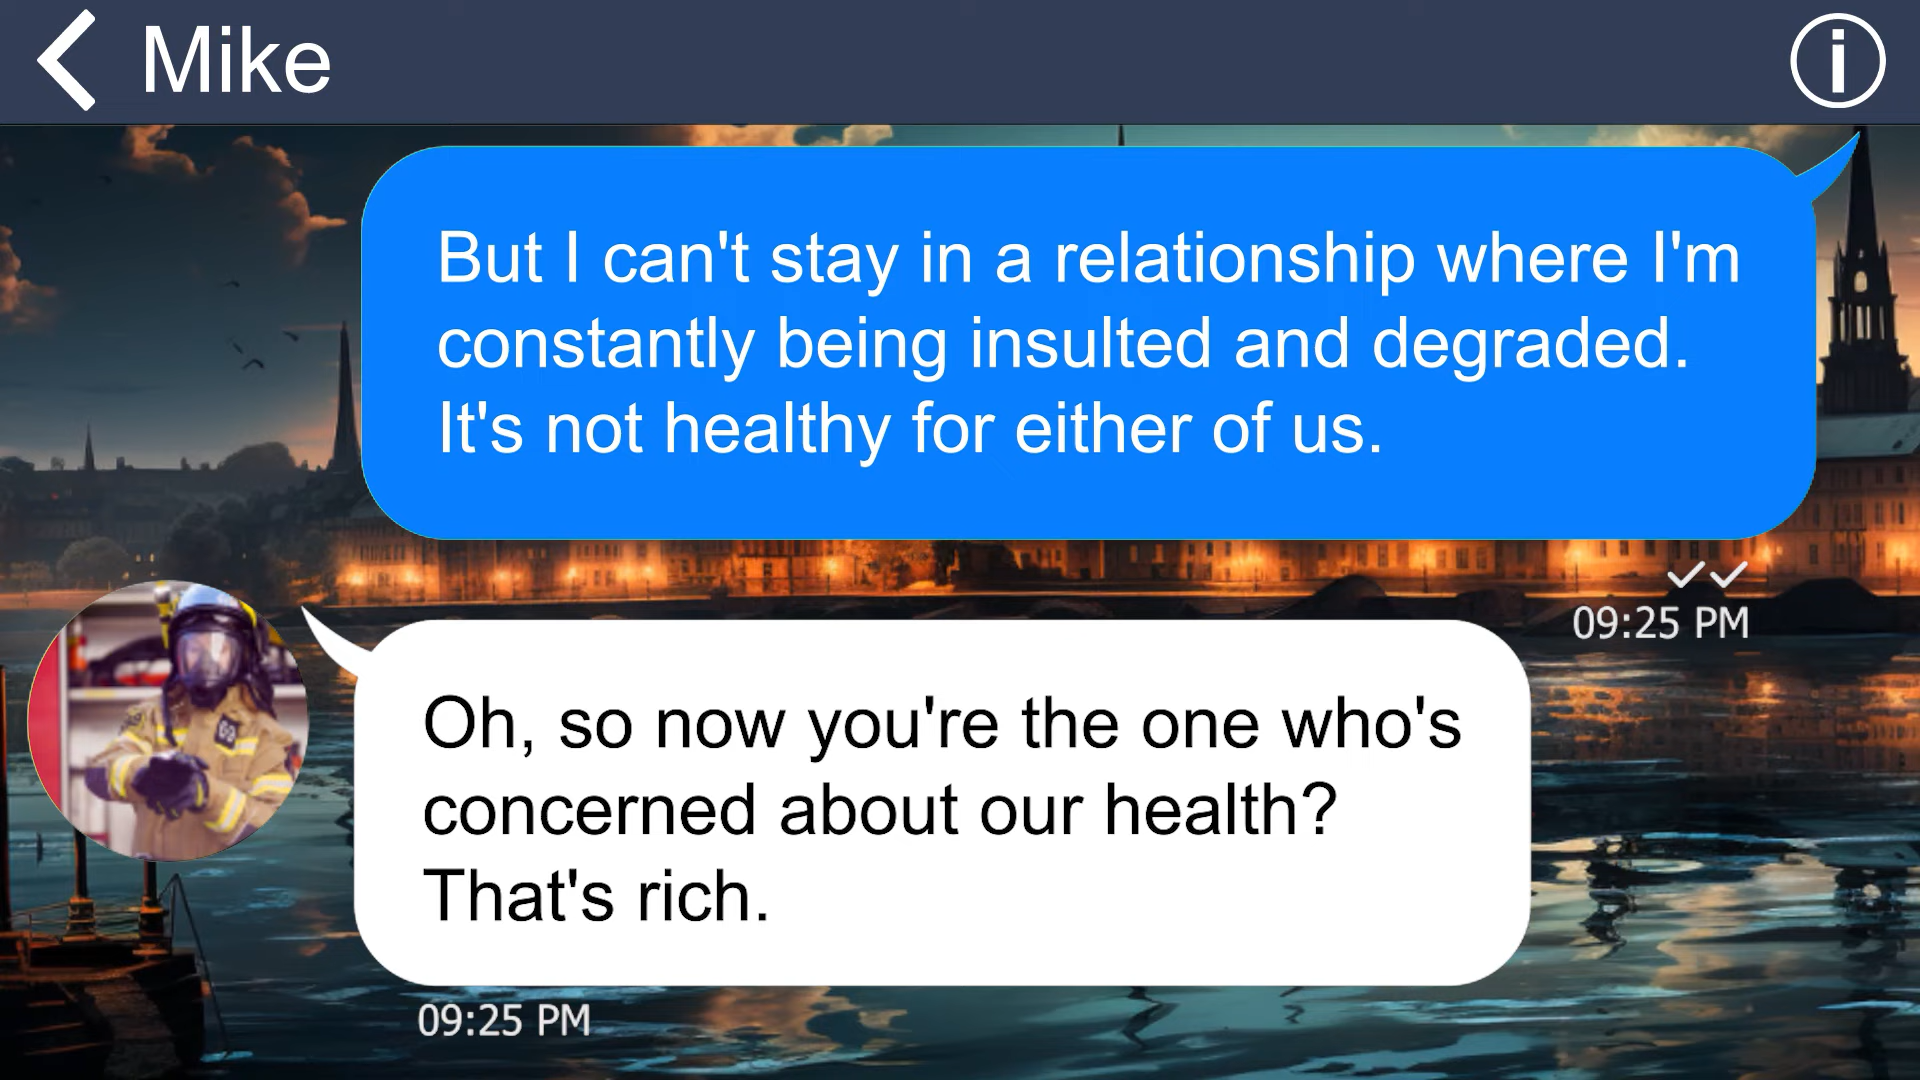 Mike
But I can't stay in a relationship where I'm
constantly being insulted and degraded.
It's not healthy for either of us.
09:25 PM
Oh, so now you're the one who's
concerned about our health?
That's rich.
09:25 PM